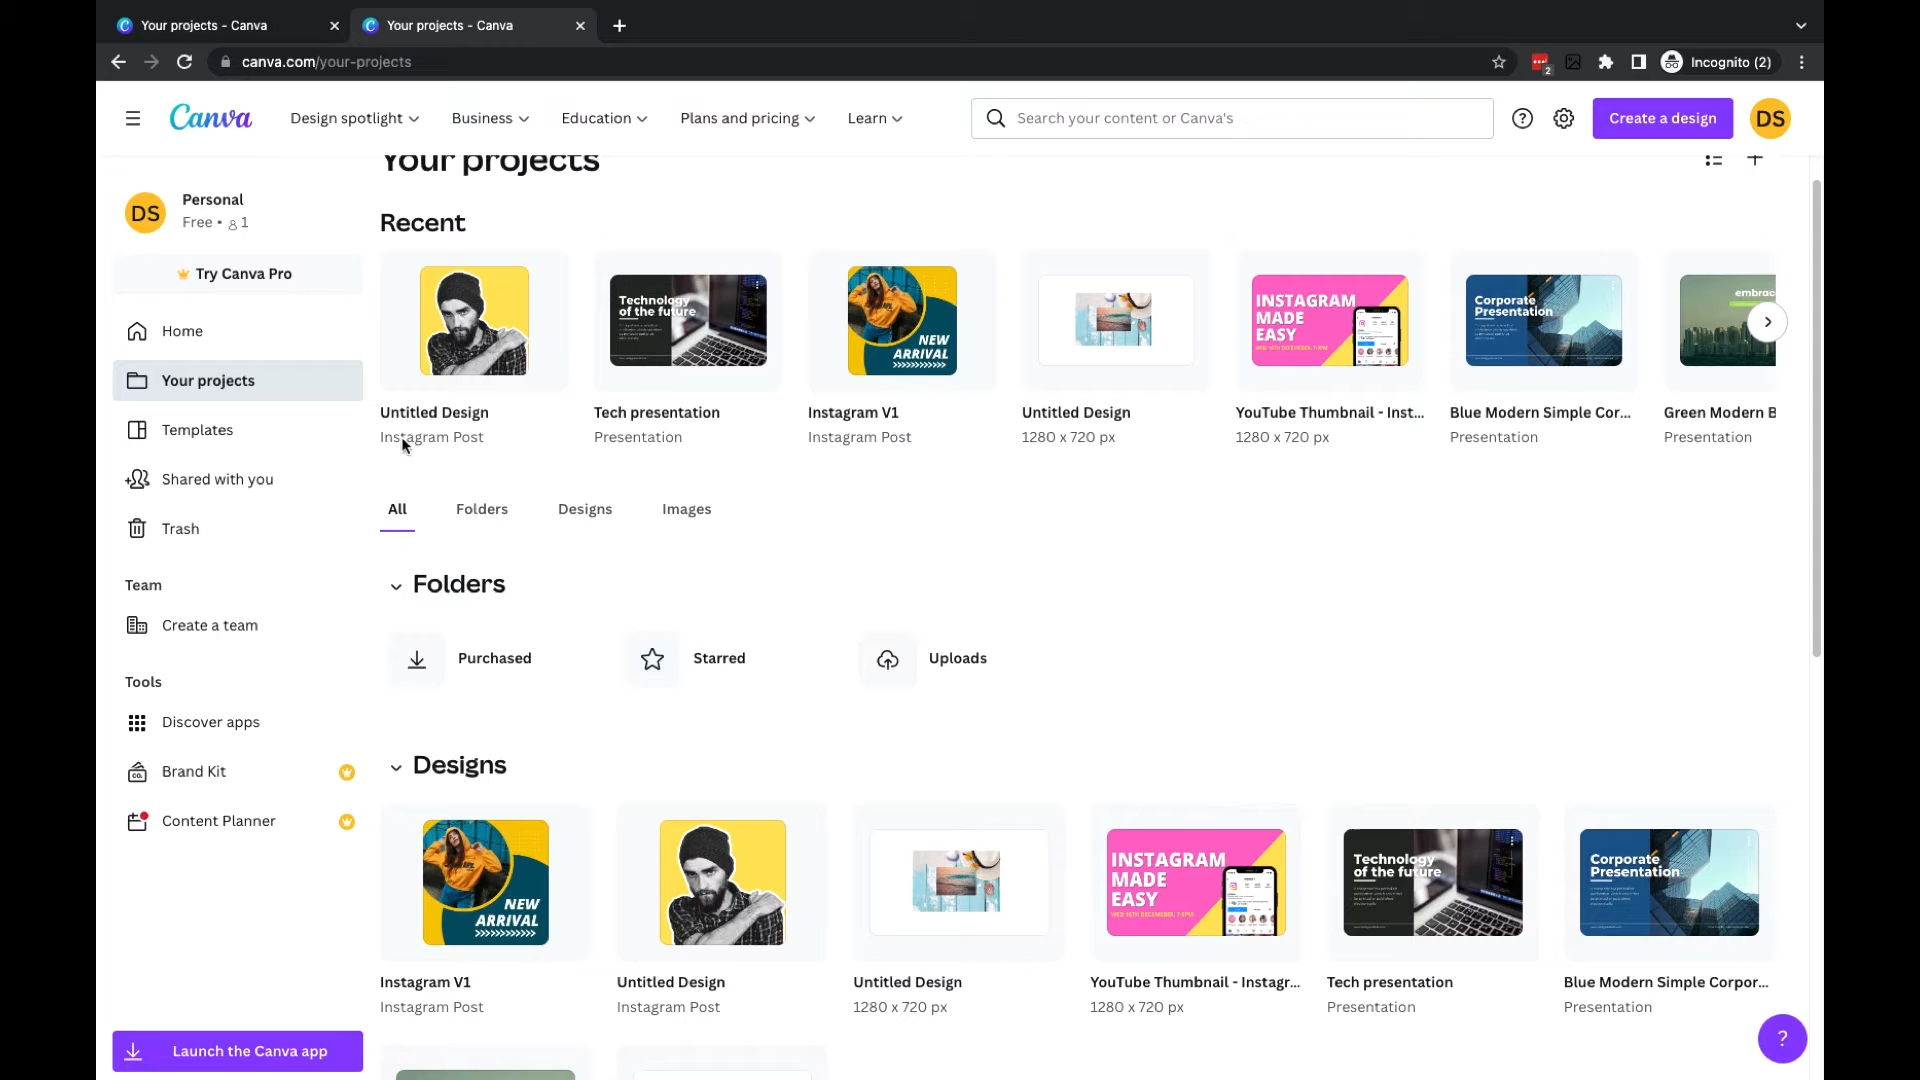 Your projects - Canva
Your projects - Canva
canva.com/your-projects
2
Incognito (2)
Canva
Design spotlight
Business
Education
Plans and pricing
Learn
Search your content or Canva's
Create a design
DS
Your projects
DS
Personal
Free • 1
Try Canva Pro
Home
Your projects
Templates
Shared with you
Trash
Team
Create a team
Tools
Discover apps
Brand Kit
Content Planner
Launch the Canva app
Recent
NEW
ARRIVAL
Technology
of the future
INSTAGRAM
MADE
EASY
Corporate
Presentation
embrac
Untitled Design
Instagram Post
Tech presentation
Presentation
Instagram V1
Instagram Post
Untitled Design
1280 x 720 px
YouTube Thumbnail - Inst...
1280 x 720 px
Blue Modern Simple Cor...
Presentation
Green Modern B
Presentation
All
Folders
Designs
Images
Folders
Purchased
Starred
Uploads
Designs
NEW
ARRIVAL
INSTAGRAM
MADE
EASY
WED 16TH DECEMBER, 7-9PM
Technology
of the future
Corporate
Presentation
Instagram V1
Instagram Post
Untitled Design
Instagram Post
Untitled Design
1280 x 720 px
YouTube Thumbnail - Instagr...
1280 x 720 px
Tech presentation
Presentation
Blue Modern Simple Corpor...
Presentation
?